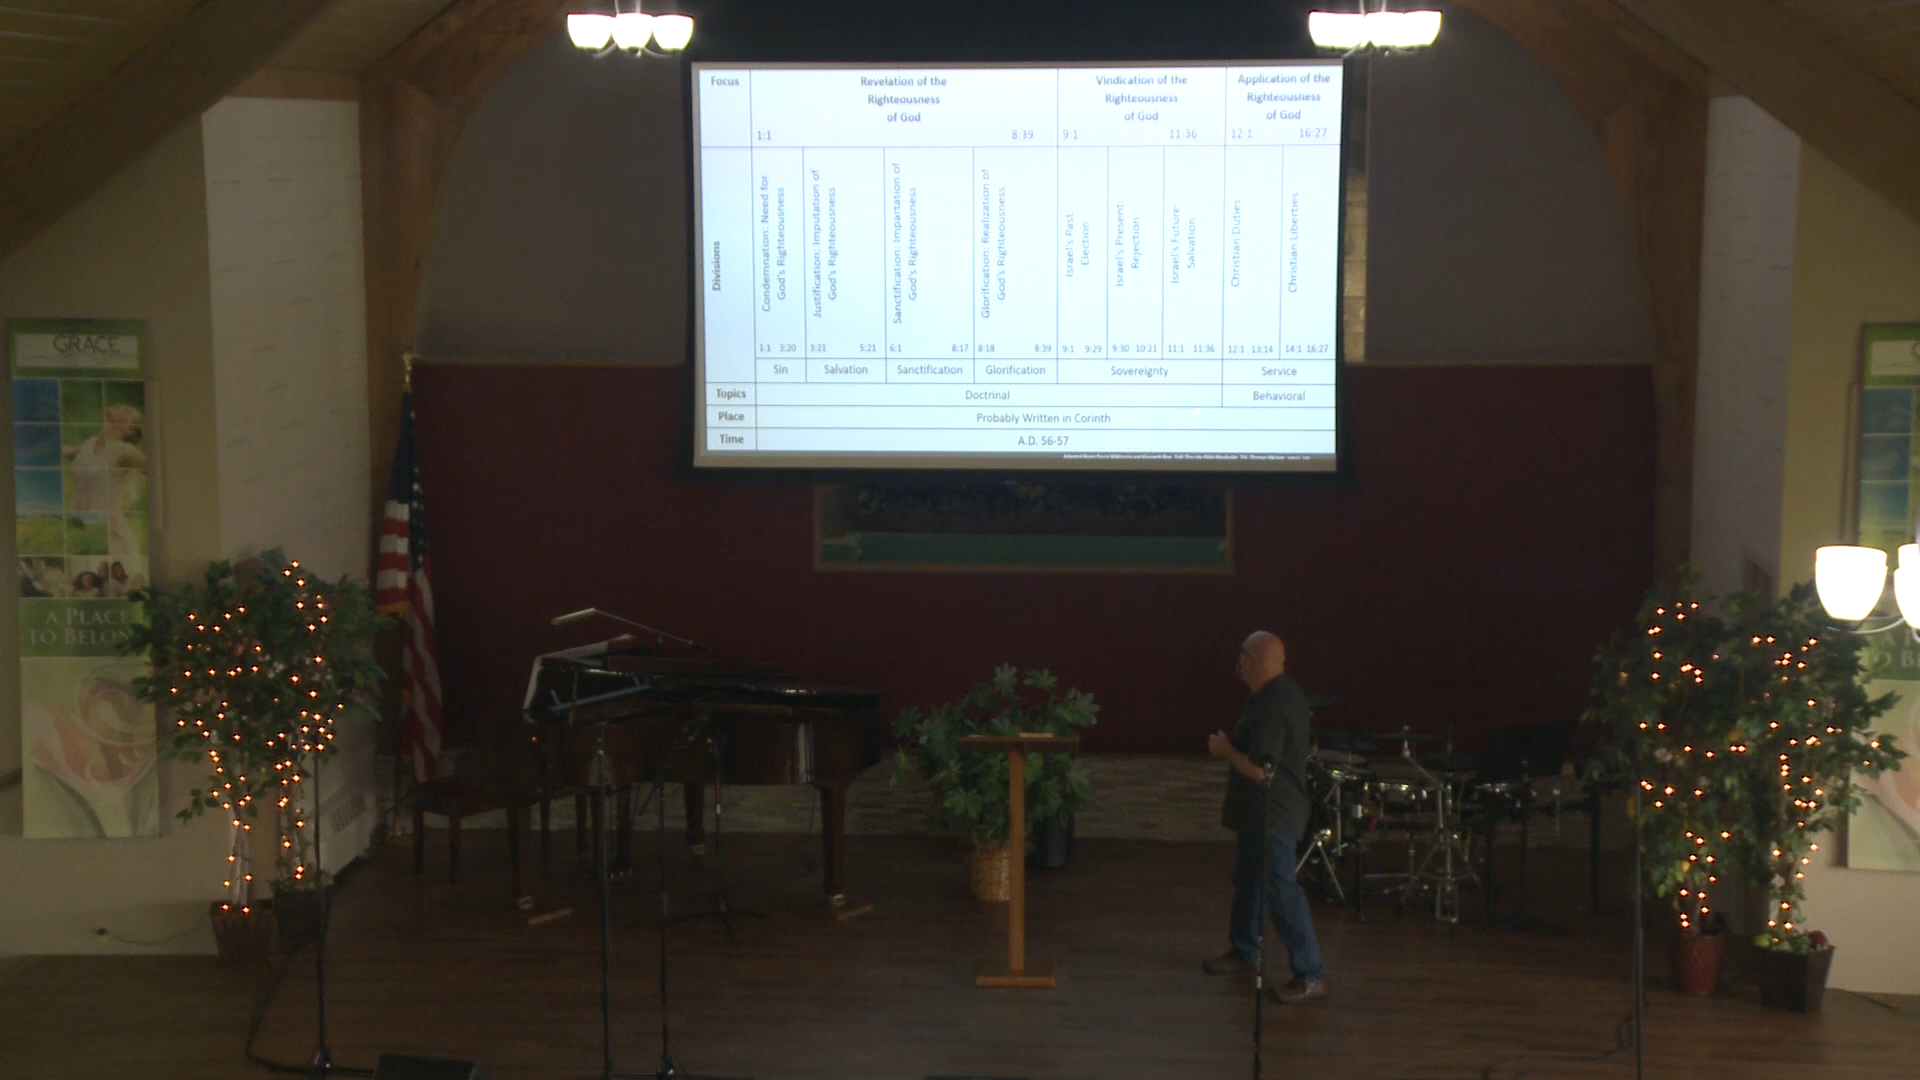 Focus
Revelation of the
Righteousness
of God
1:1 8:39
Vindication of the
Righteousness
of God
9:1 11:36
Application of the
Righteousness
of God
12:1 16:27
Divisions
Condemnation: Need for
God's Righteousness
Justification: Imputation of
God's Righteousness
Sanctification: Impartation of
God's Righteousness
Glorification: Realization of
God's Righteousness
Israel's Past:
Election
Israel's Present:
Rejection
Israel's Future:
Salvation
Christian Duties
Christian Liberties
1:1 3:20 3:21 5:21 6:1 8:17 8:18 8:39 9:1 9:29 9:30 10:21 11:1 11:36 12:1 13:14 14:1 16:27
Sin Salvation Sanctification Glorification Sovereignty Service
Topics Doctrinal Behavioral
Place Probably Written in Corinth
Time A.D. 56-57
GRACE
A PLACE
TO BELON